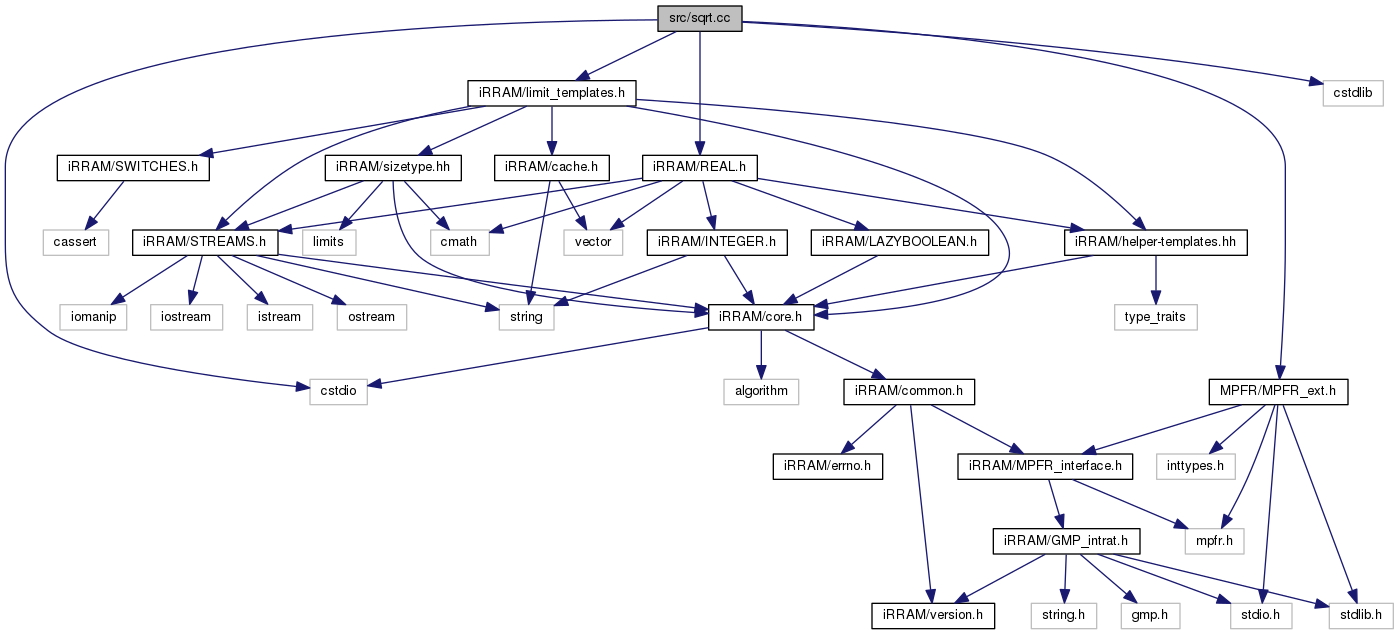 src/sqrt.cc
iRRAM/limit_templates.h
cstdlib
iRRAM/SWITCHES.h
iRRAM/sizetype.hh
iRRAM/cache.h
iRRAM/REAL.h
cassert
iRRAM/STREAMS.h
limits
cmath
vector
iRRAM/INTEGER.h
iRRAM/LAZYBOOLEAN.h
iRRAM/helper-templates.hh
iomanip
iostream
istream
ostream
string
iRRAM/core.h
type_traits
cstdio
algorithm
iRRAM/common.h
MPFR/MPFR_ext.h
iRRAM/errno.h
iRRAM/MPFR_interface.h
inttypes.h
iRRAM/GMP_intrat.h
mpfr.h
iRRAM/version.h
string.h
gmp.h
stdio.h
stdlib.h